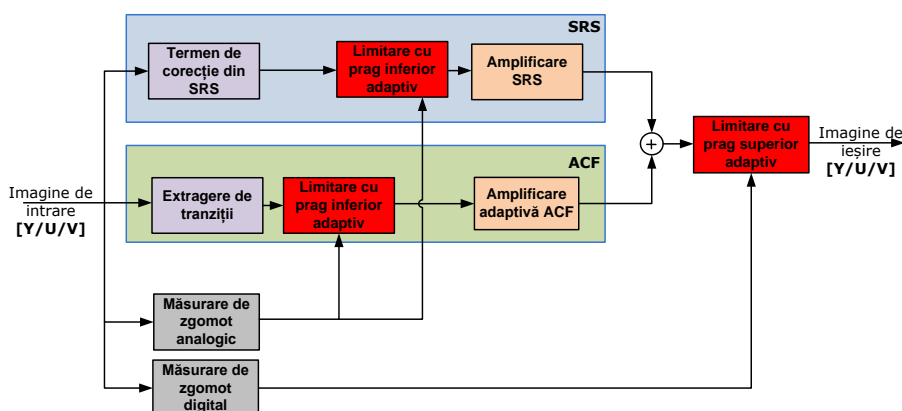 SRS
Termen de
corecție din
SRS
Limitare cu
prag inferior
adaptiv
Amplificare
SRS
+
Limitare cu
prag superior
adaptiv
Imagine de
ieșire
[Y/U/V]
ACF
Imagine de
intrare
[Y/U/V]
Extragere de
tranziții
Limitare cu
prag inferior
adaptiv
Amplificare
adaptivă ACF
Măsurare de
zgomot
analogic
Măsurare de
zgomot
digital